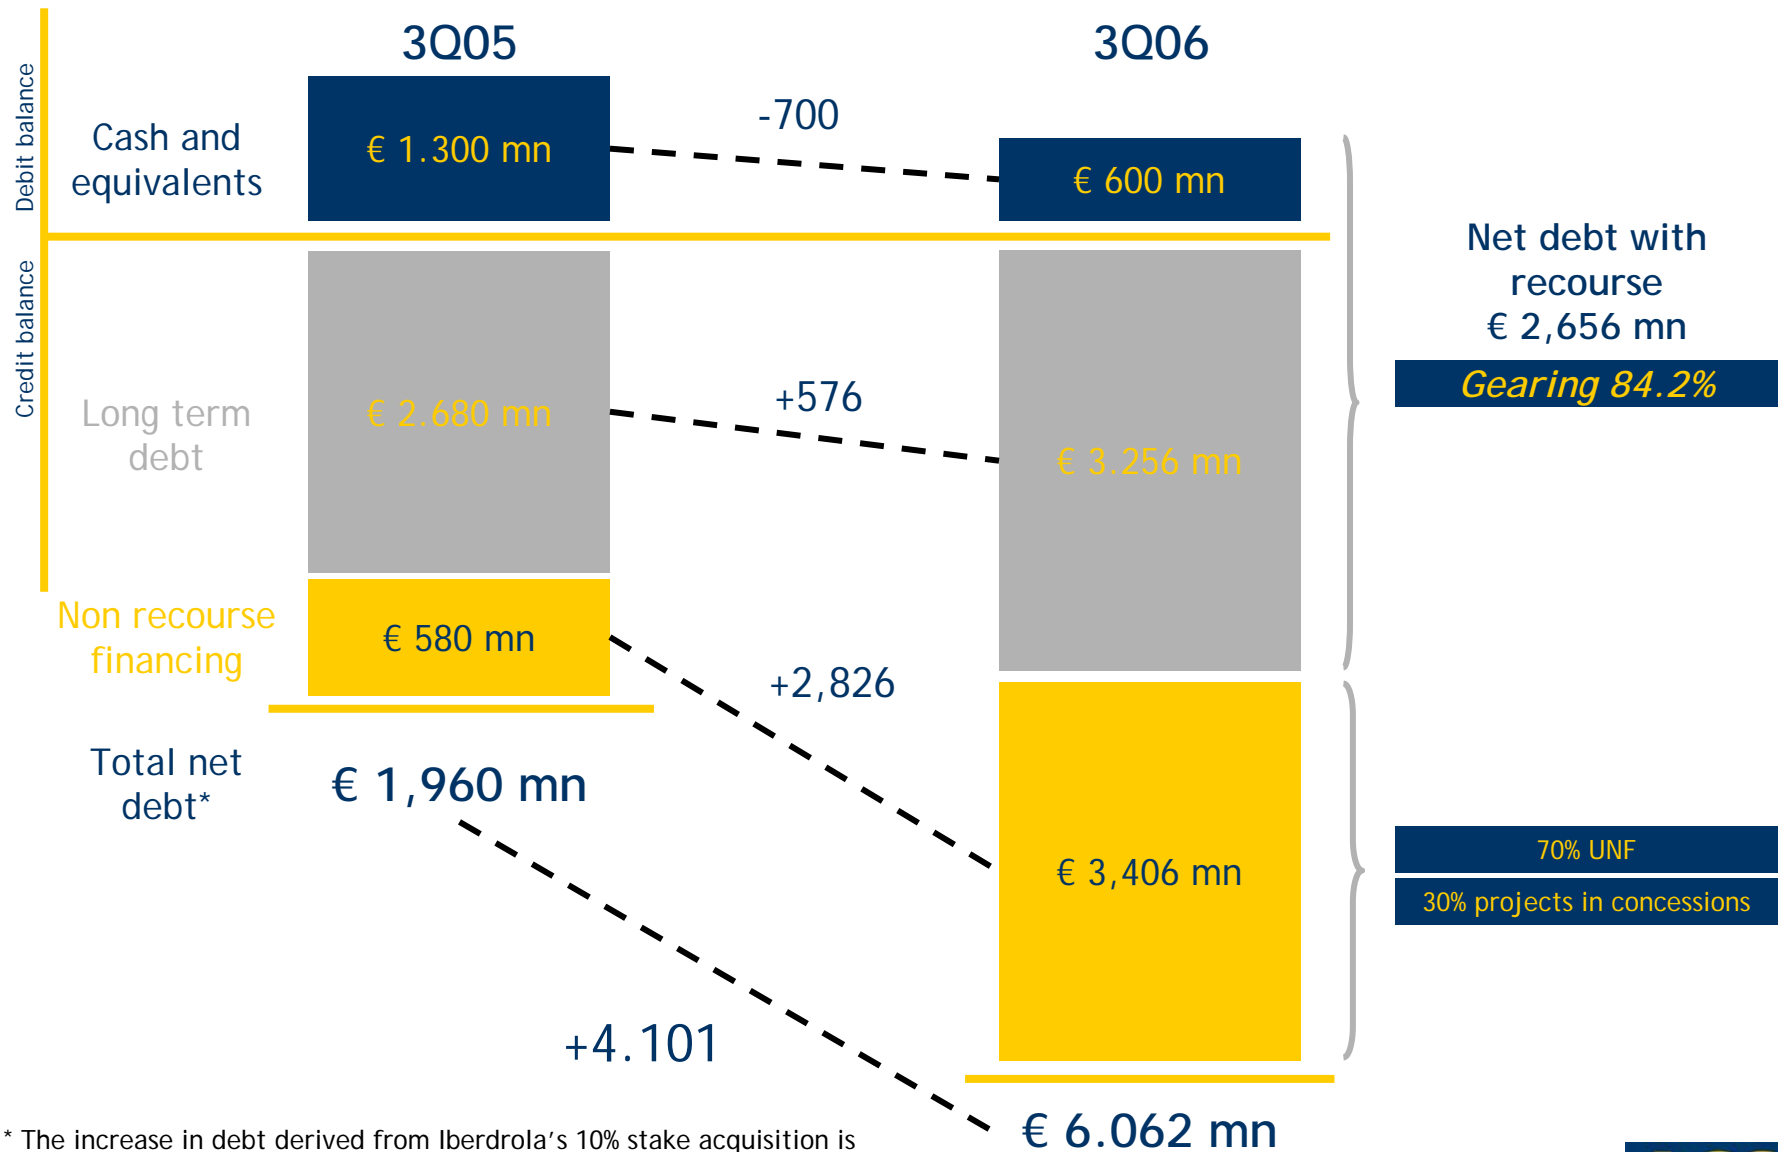 3Q05
3Q06
Debit balance
Cash and
equivalents
€ 1.300 mn
-700
€ 600 mn
Credit balance
Long term
debt
€ 2.680 mn
+576
€ 3.256 mn
Net debt with
recourse
€ 2,656 mn
Gearing 84.2%
Non recourse
financing
€ 580 mn
+2,826
€ 3,406 mn
70% UNF
30% projects in concessions
Total net
debt*
€ 1,960 mn
+4.101
€ 6.062 mn
* The increase in debt derived from Iberdrola’s 10% stake acquisition is